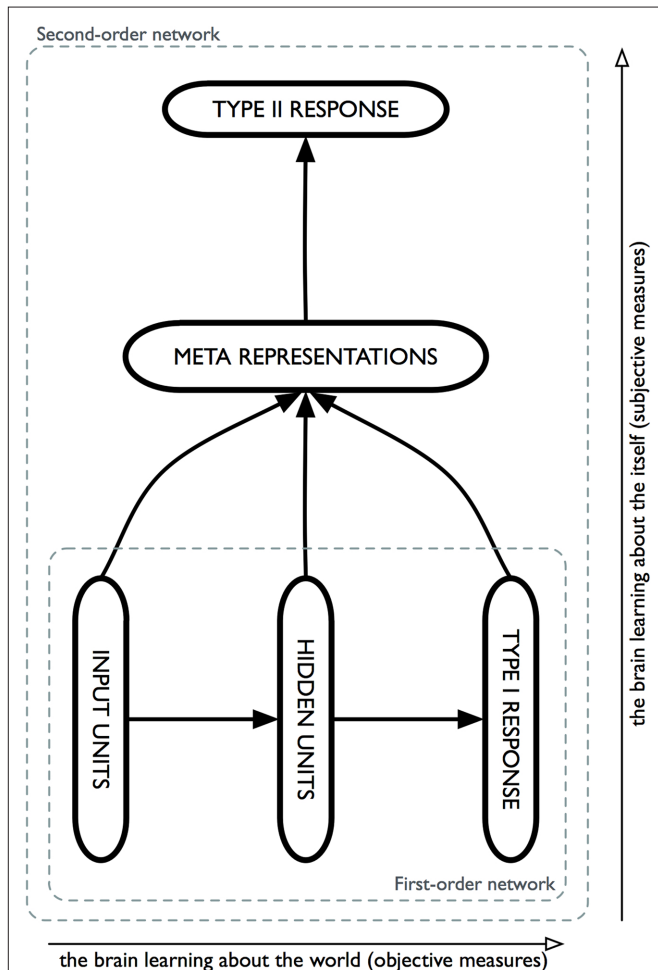 Second-order network
TYPE II RESPONSE
META REPRESENTATIONS
INPUT UNITS
HIDDEN UNITS
TYPE I RESPONSE
First-order network
the brain learning about the itself (subjective measures)
the brain learning about the world (objective measures)